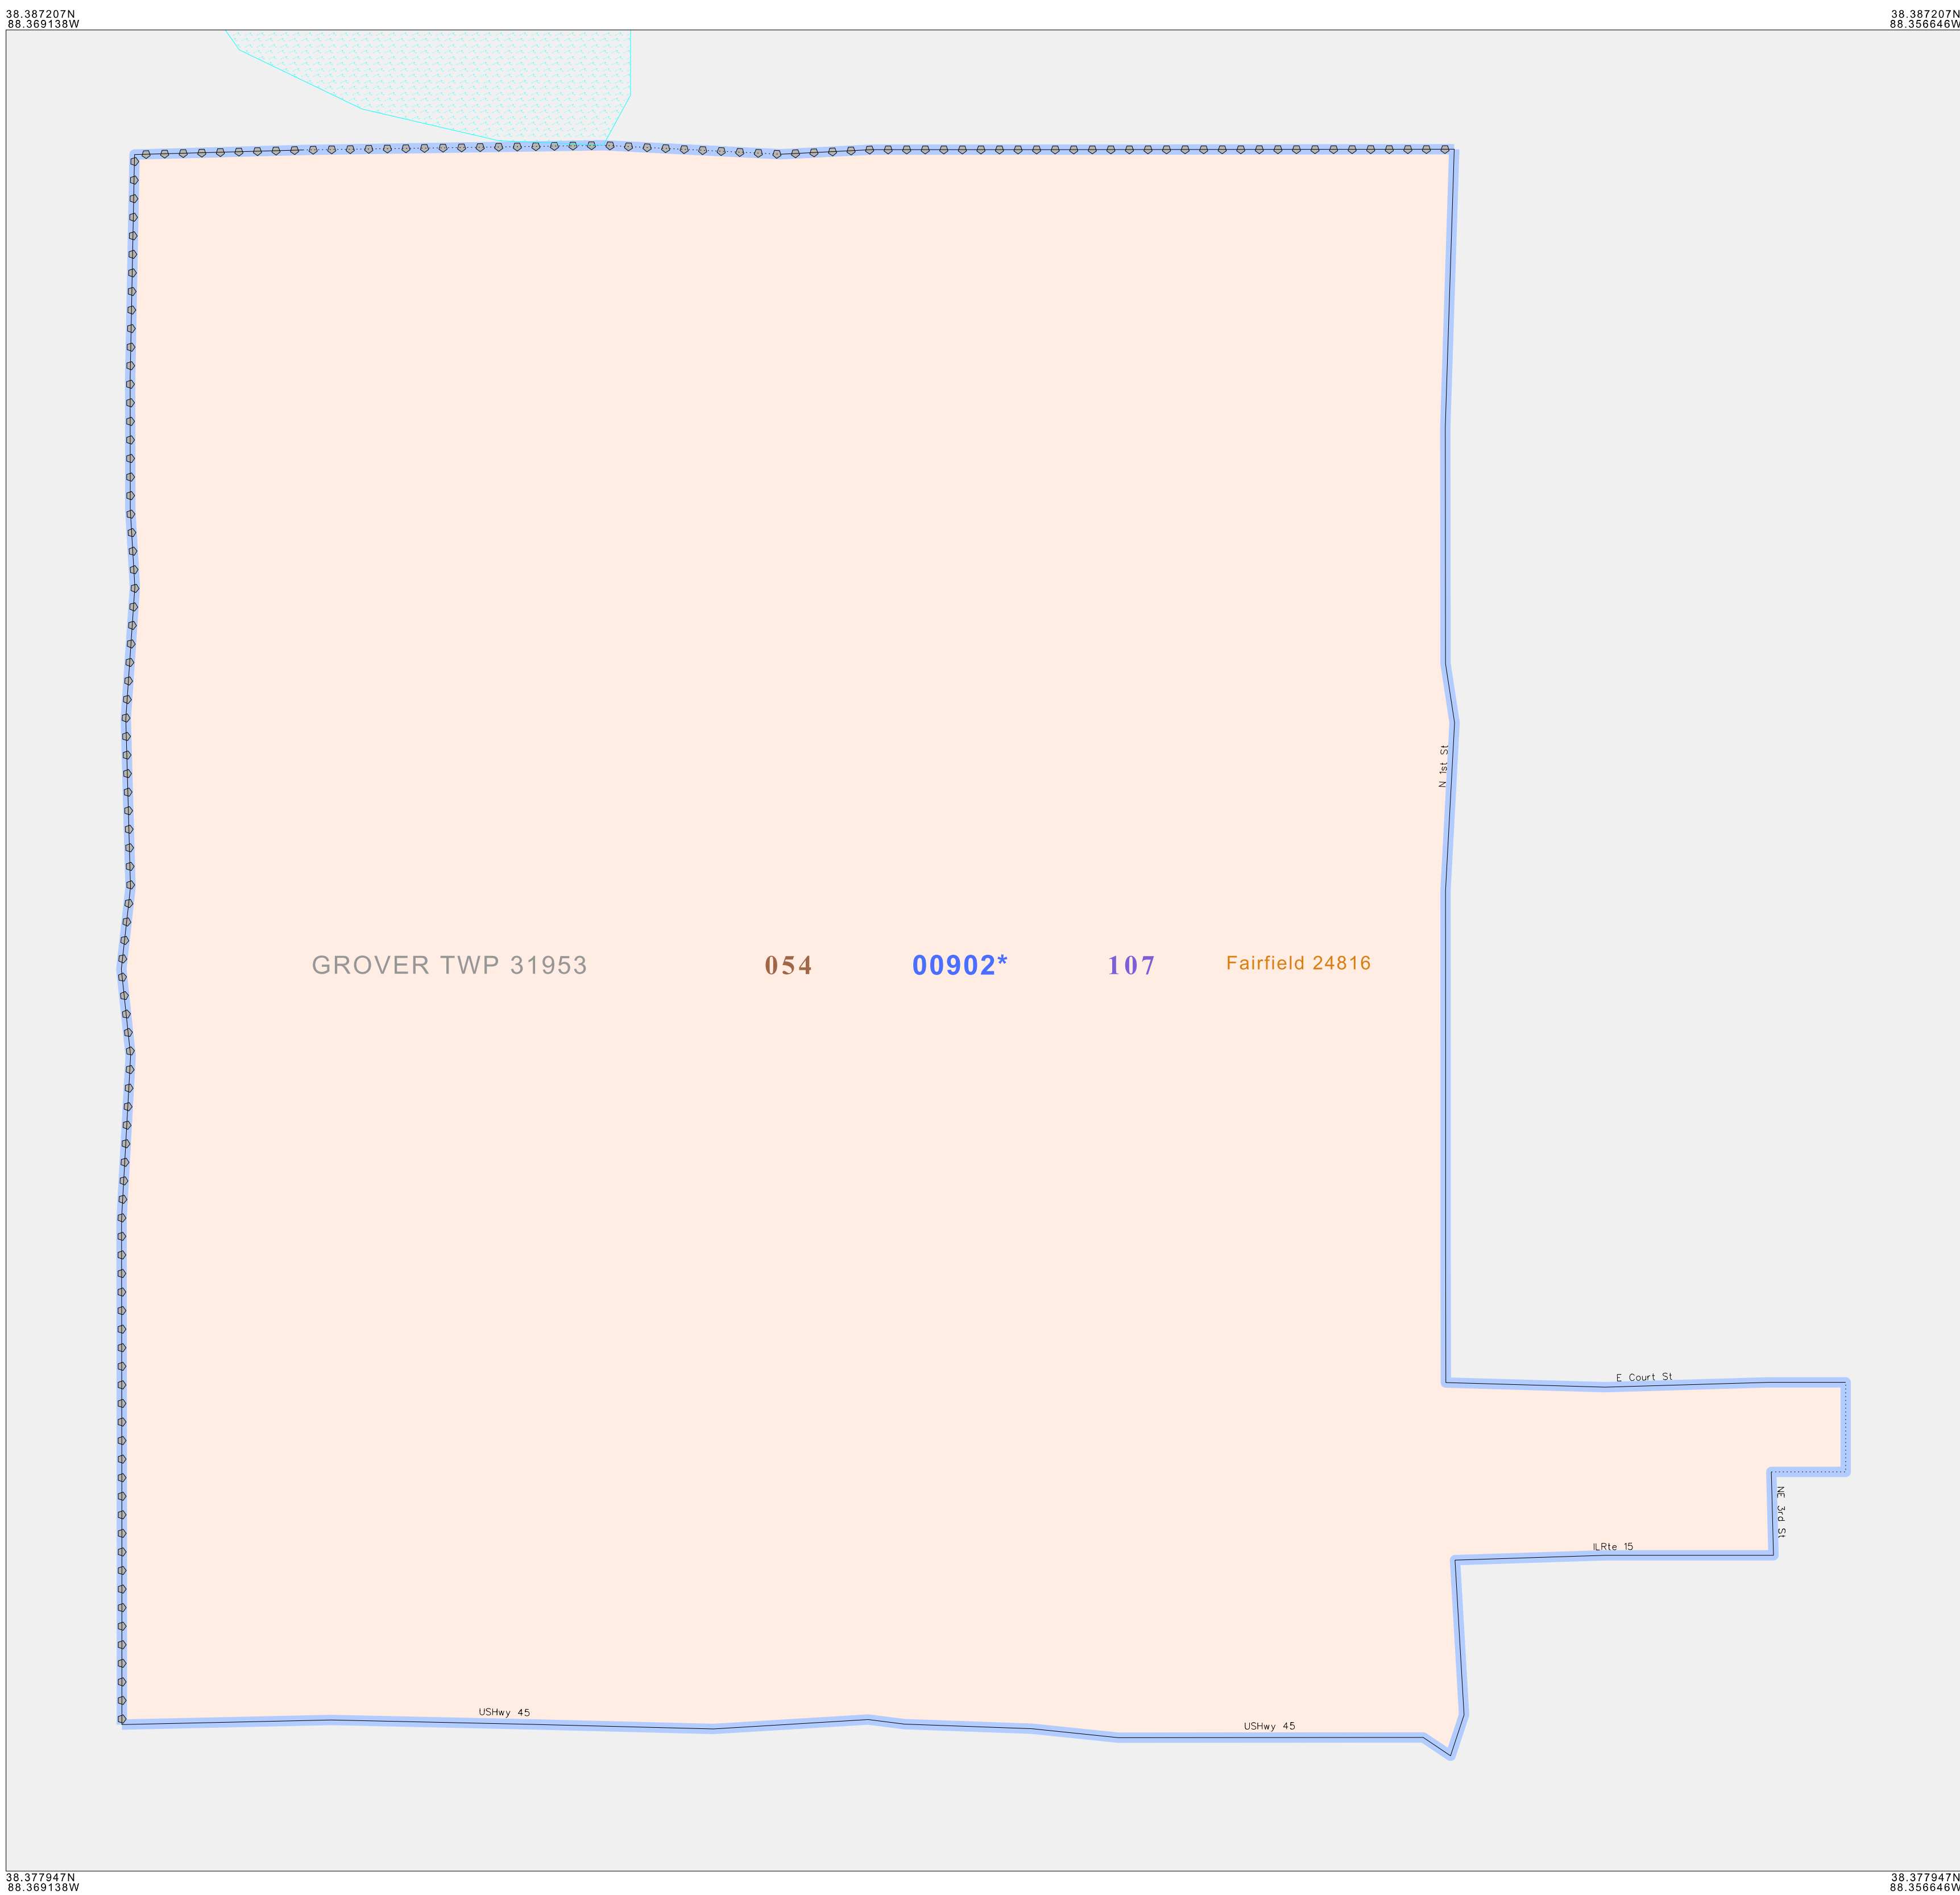 38.387207N
88.369138W
38.387207N
88.356646W
N 1st St
GROVER TWP 31953
054
00902*
107
Fairfield 24816
E Court St
NE 3rd St
ILRte 15
USHwy 45
USHwy 45
38.377947N
88.369138W
38.377947N
88.356646W